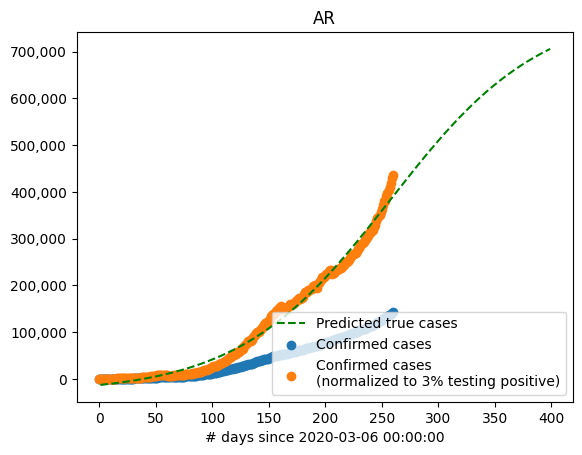 AR
700,000
600,000
500,000
400,000
300,000
200,000
100,000
0
Predicted true cases
Confirmed cases
Confirmed cases
(normalized to 3% testing positive)
0 50 100 150 200 250 300 350 400
# days since 2020-03-06 00:00:00